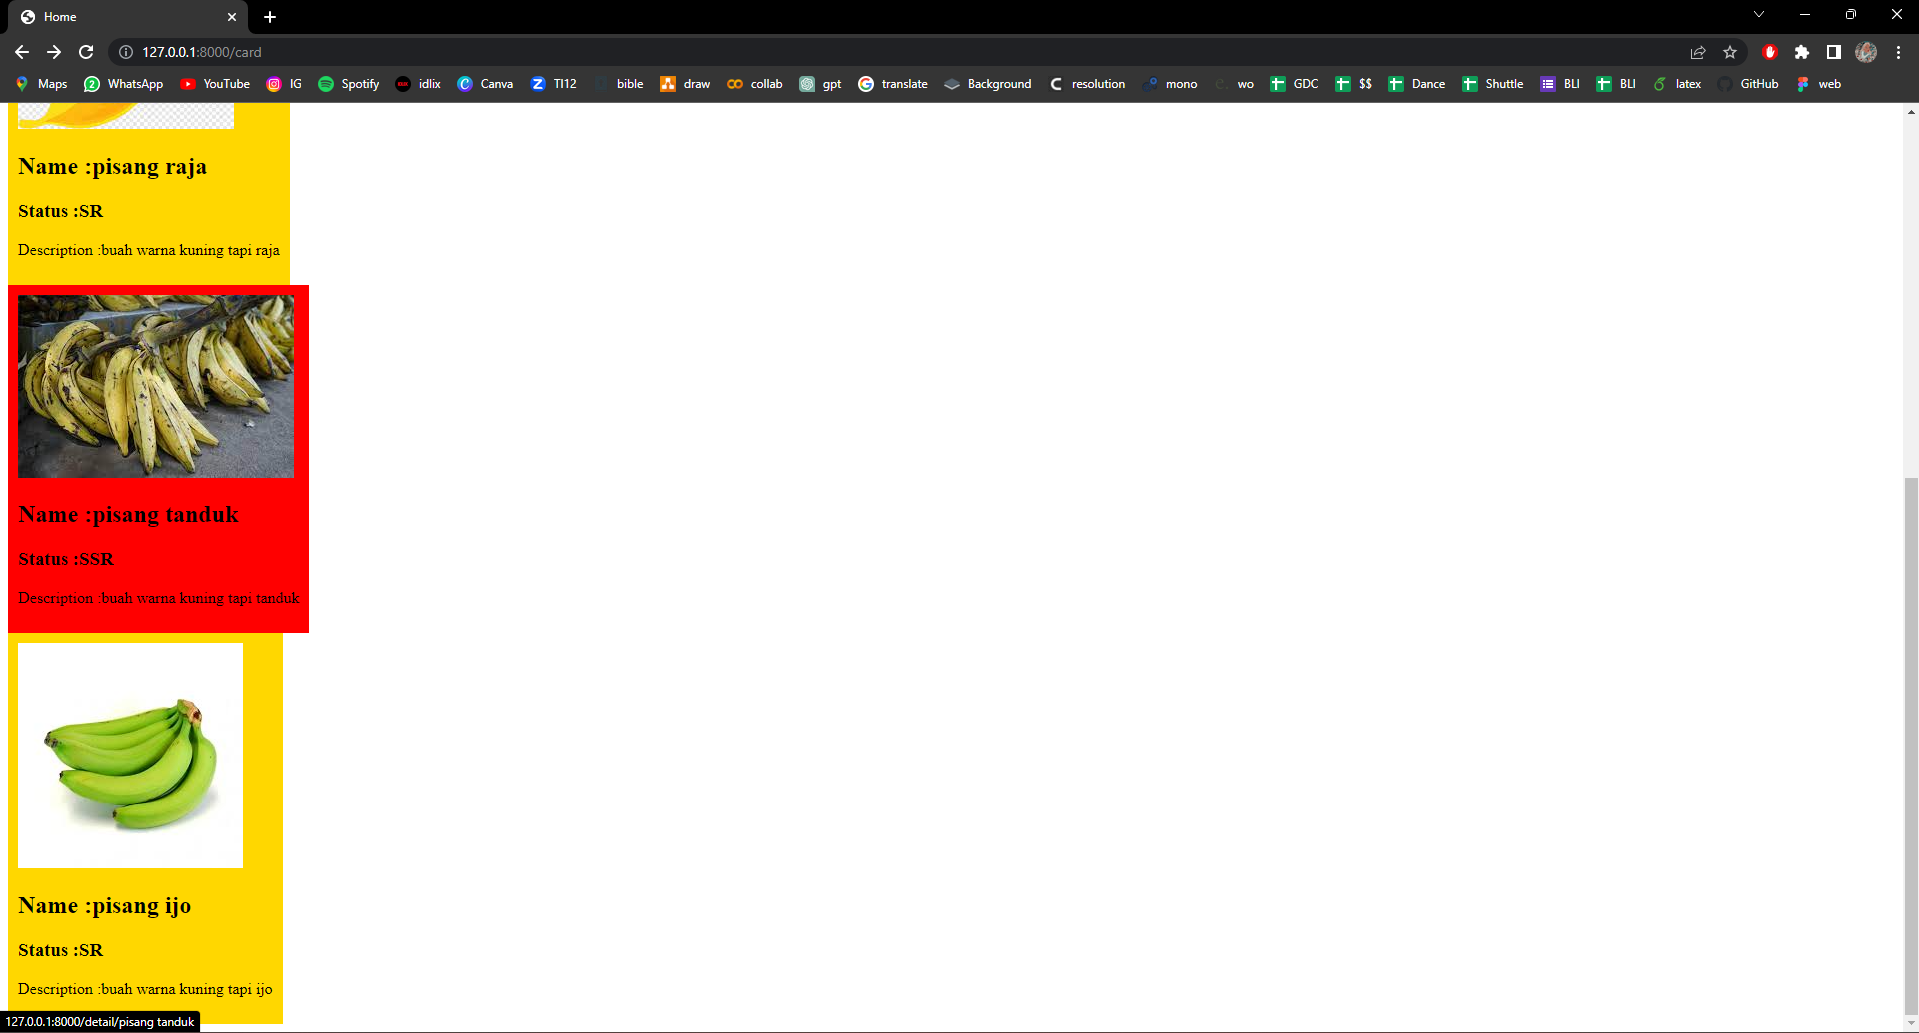 Home
127.0.0.1:8000/card
Maps WhatsApp YouTube IG Spotify idlix Canva TI12 bible draw collab gpt translate Background resolution mono wo GDC $$ Dance Shuttle BLI BLI latex GitHub web
Name :pisang raja
Status :SR
Description :buah warna kuning tapi raja
Name :pisang tanduk
Status :SSR
Description :buah warna kuning tapi tanduk
Name :pisang ijo
Status :SR
Description :buah warna kuning tapi ijo
127.0.0.1:8000/detail/pisang tanduk